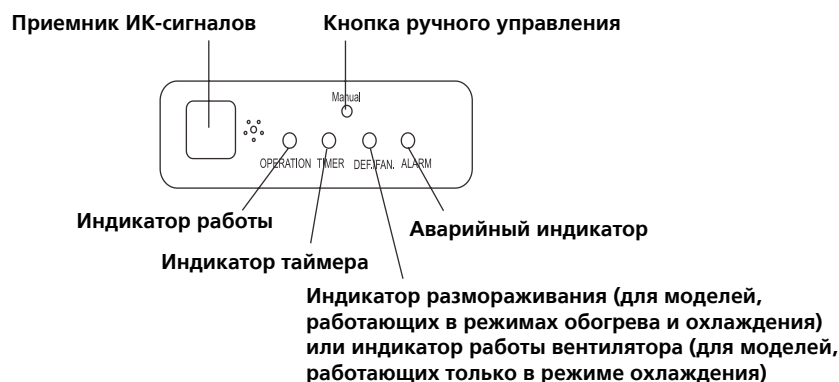 Приемник ИК-сигналов
Кнопка ручного управления
Manual
OPERATION TIMER DEF./FAN. ALARM
Индикатор работы
Аварийный индикатор
Индикатор таймера
Индикатор размораживания (для моделей,
работающих в режимах обогрева и охлаждения)
или индикатор работы вентилятора (для моделей,
работающих только в режиме охлаждения)